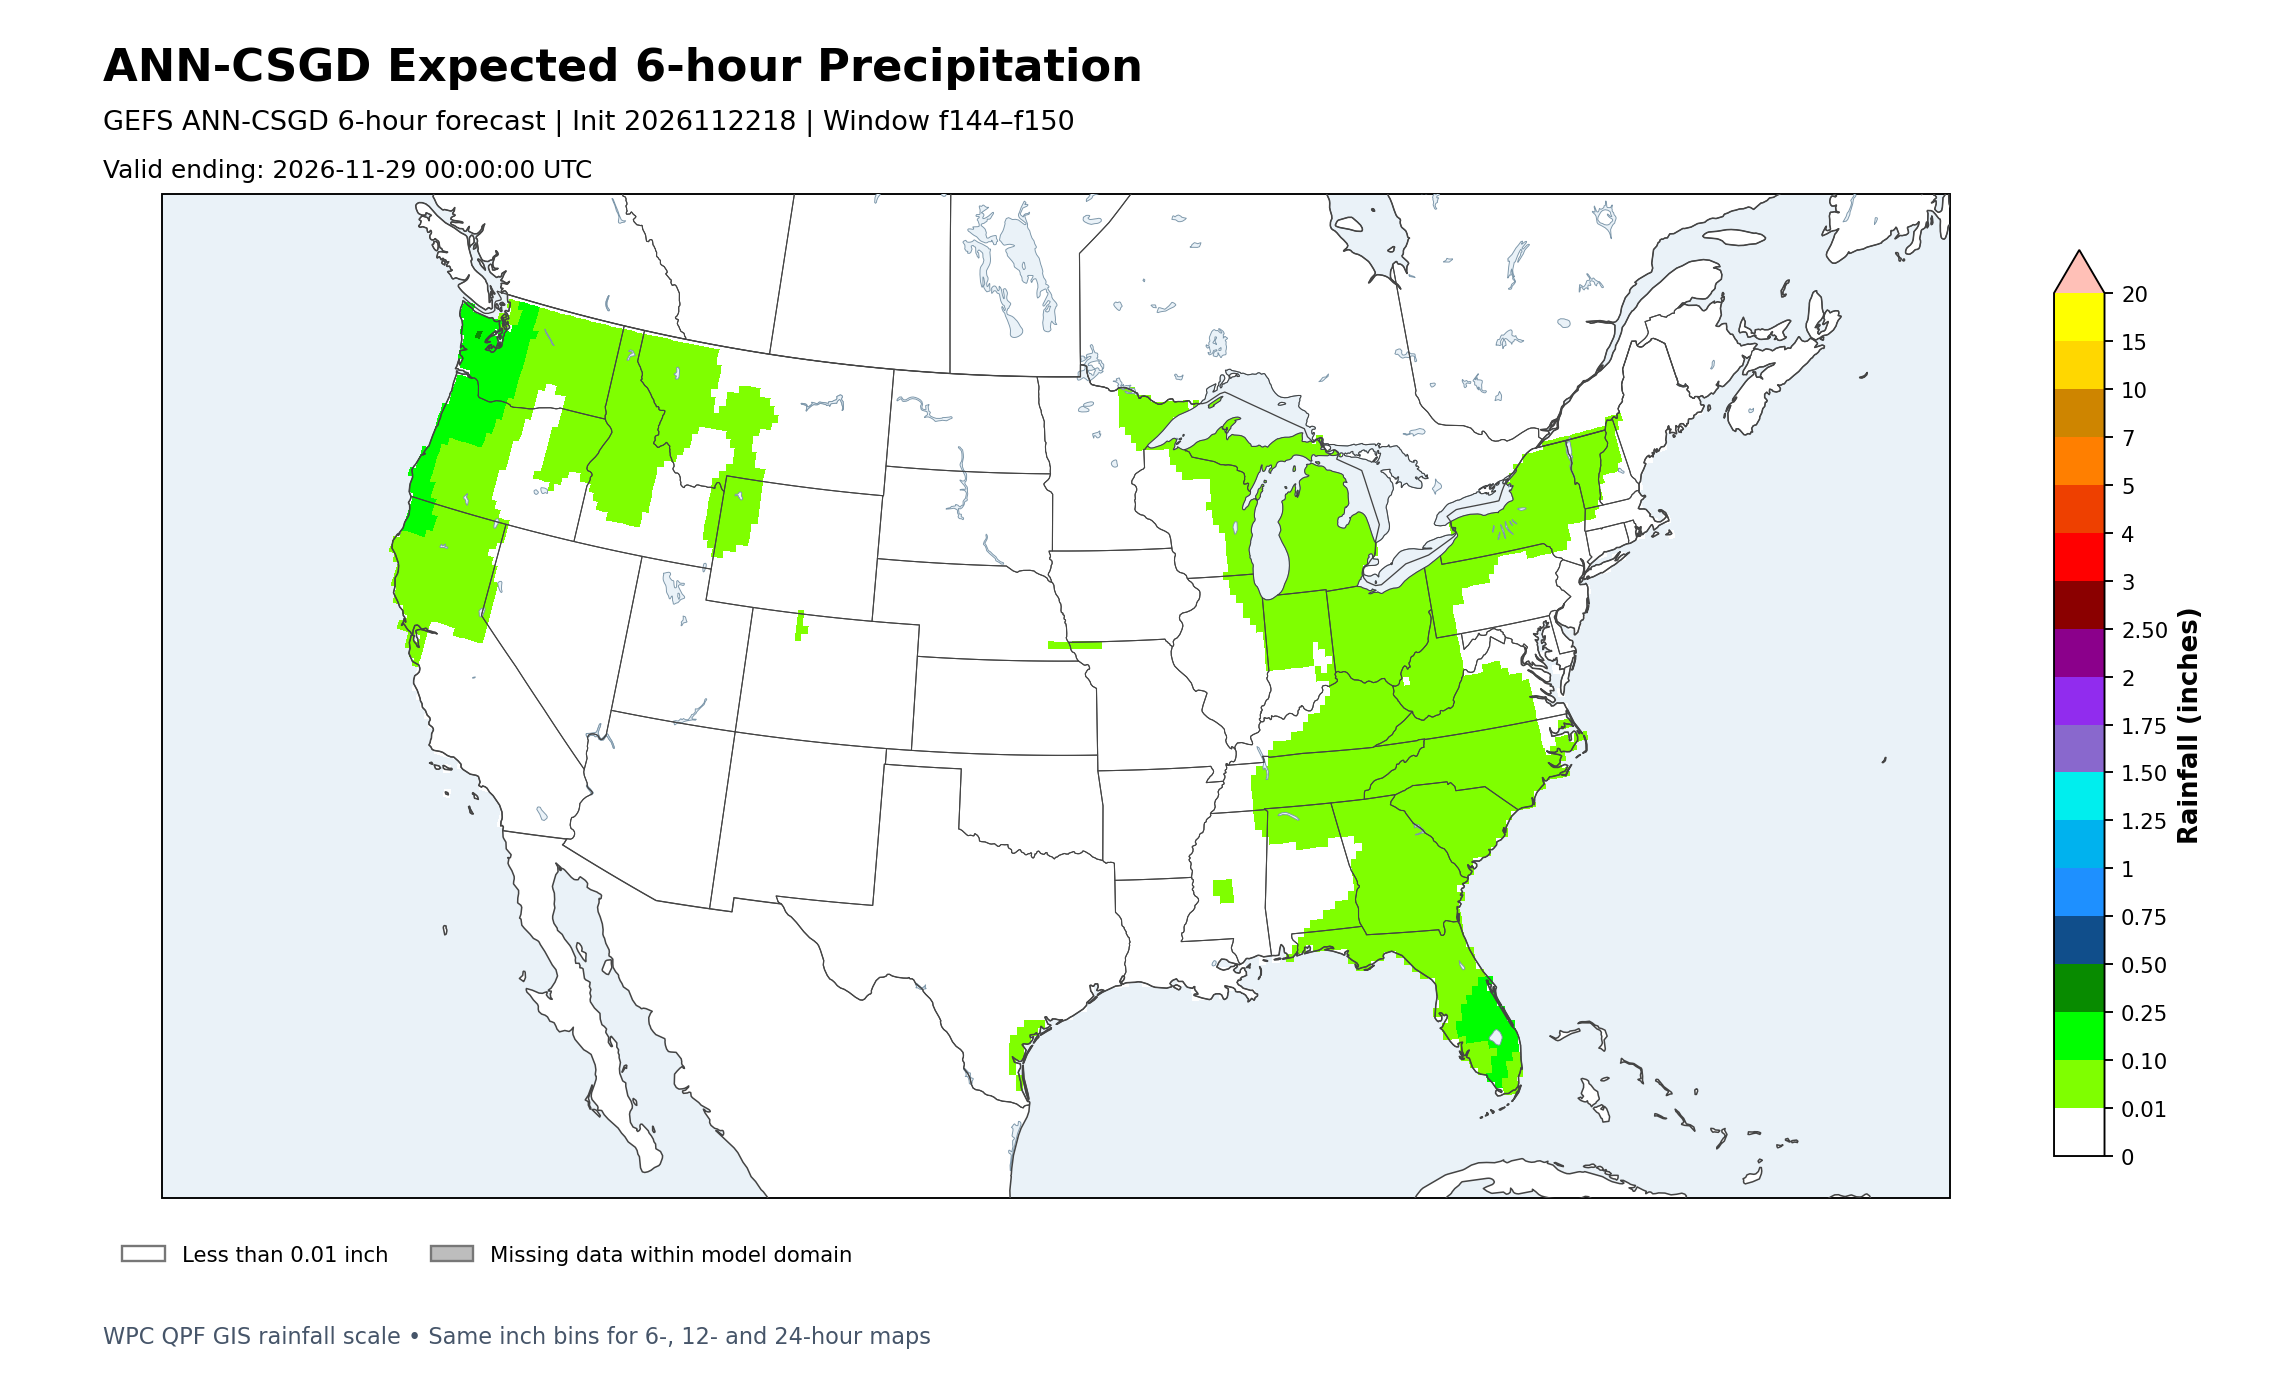 ANN-CSGD Expected 6-hour Precipitation
GEFS ANN-CSGD 6-hour forecast | Init 2026112218 | Window f144–f150
Valid ending: 2026-11-29 00:00:00 UTC
20
15
10
7
5
4
3
2.50
2
1.75
1.50
1.25
1
0.75
0.50
0.25
0.10
0.01
0
Rainfall (inches)
Less than 0.01 inch
Missing data within model domain
WPC QPF GIS rainfall scale • Same inch bins for 6-, 12- and 24-hour maps